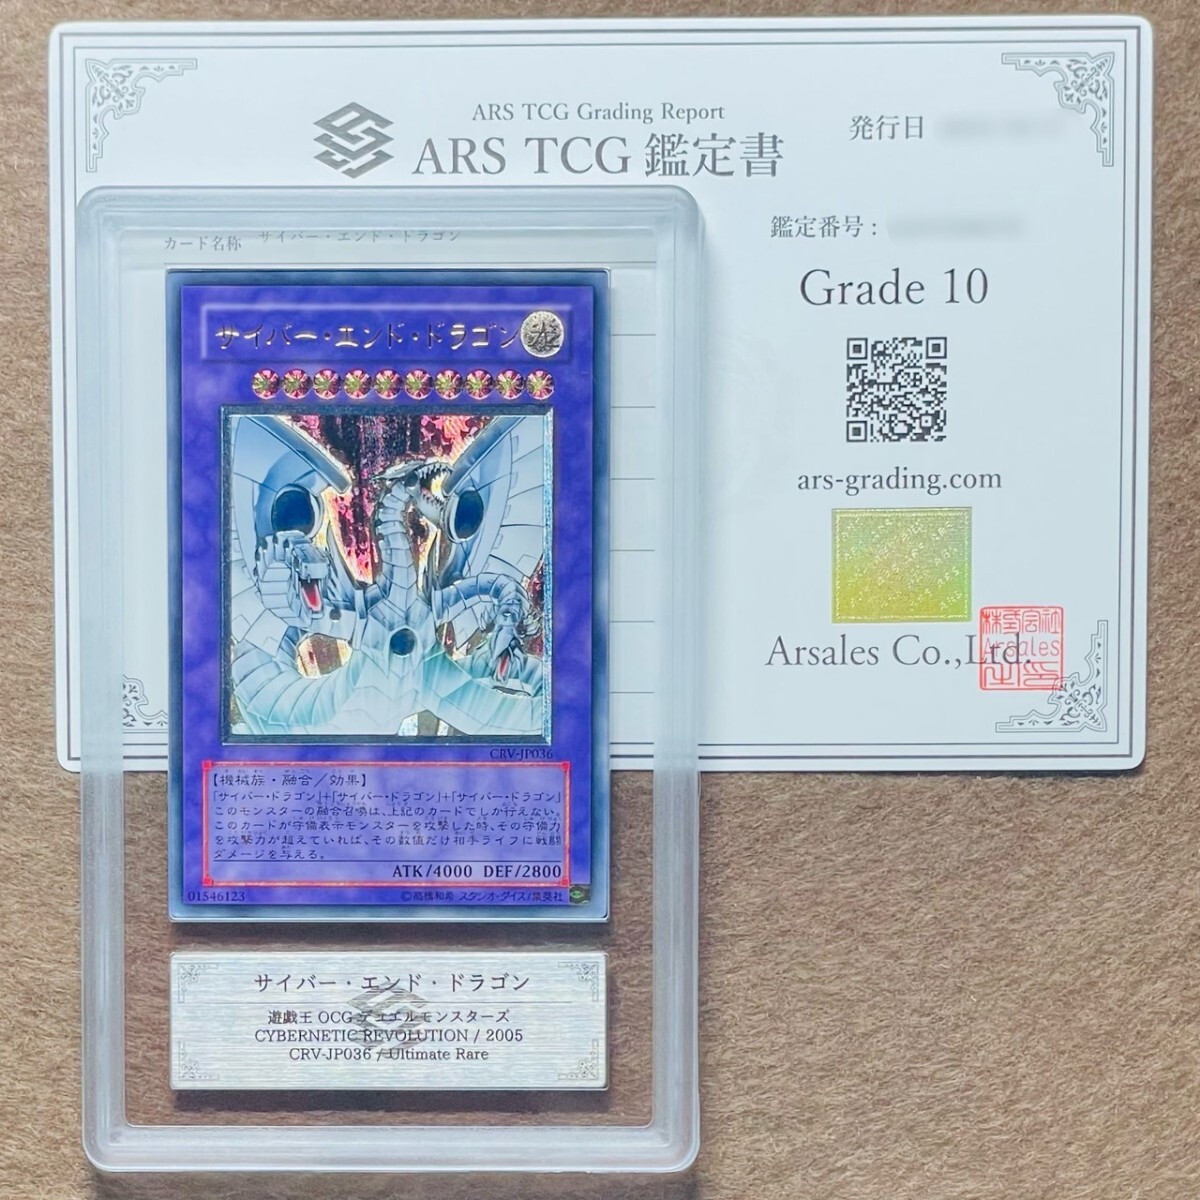 ARS TCG Grading Report
ARS TCG 鑑定書
発行日
鑑定番号 :
Grade 10
ars-grading.com
Arsales Co.,Ltd.
株式会社
Arsales
カード名称 サイバー・エンド・ドラゴン
サイバー・エンド・ドラゴン 光
CRV-JP036
【機械族・融合/効果】
「サイバー・ドラゴン」+「サイバー・ドラゴン」+「サイバー・ドラゴン」
このモンスターの融合召喚は、上記のカードでしか行えない。
このカードが守備表示モンスターを攻撃した時、その守備力
を攻撃力が超えていれば、その数値だけ相手ライフに戦闘
ダメージを与える。
ATK/4000 DEF/2800
01546123 ©高橋和希 スタジオ・ダイス/集英社
サイバー・エンド・ドラゴン
遊戯王 OCG デュエルモンスターズ
CYBERNETIC REVOLUTION / 2005
CRV-JP036 / Ultimate Rare